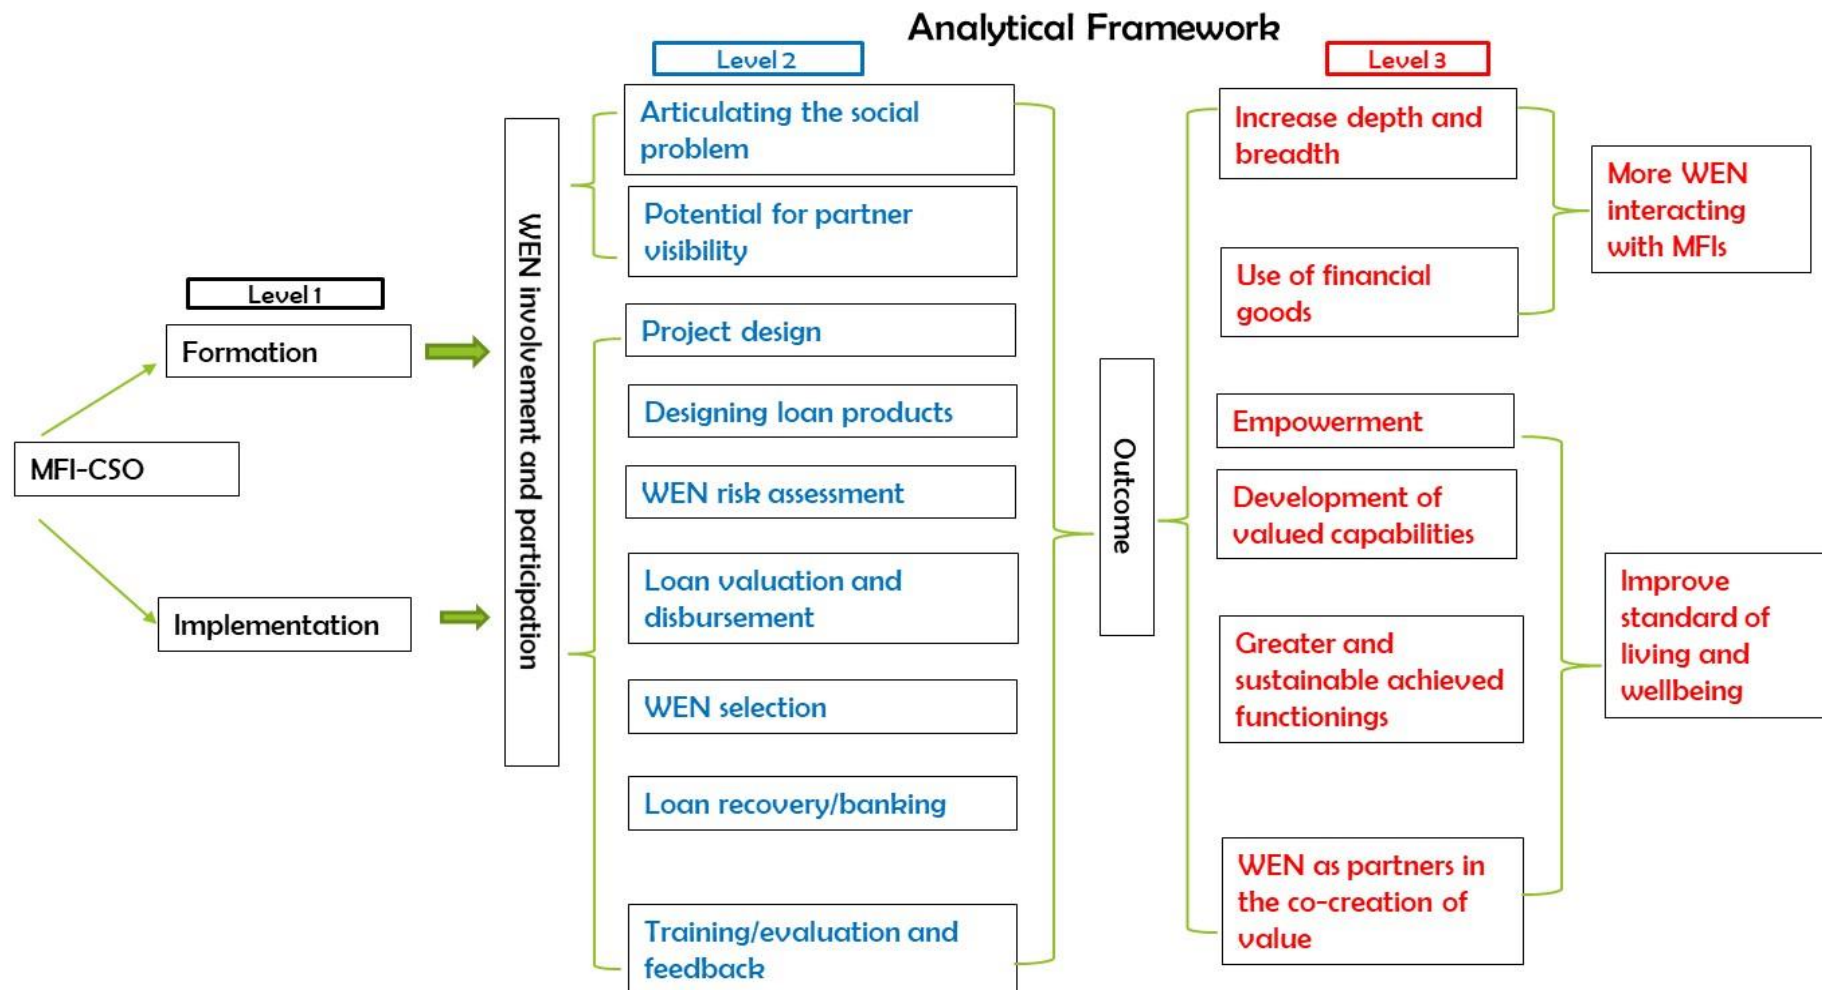 Analytical Framework
Level 1
MFI-CSO
Formation
Implementation
WEN involvement and participation
Level 2
Articulating the social
problem
Potential for partner
visibility
Project design
Designing loan products
WEN risk assessment
Loan valuation and
disbursement
WEN selection
Loan recovery/banking
Training/evaluation and
feedback
Outcome
Level 3
Increase depth and
breadth
Use of financial
goods
Empowerment
Development of
valued capabilities
Greater and
sustainable achieved
functionings
WEN as partners in
the co-creation of
value
More WEN
interacting
with MFIs
Improve
standard of
living and
wellbeing